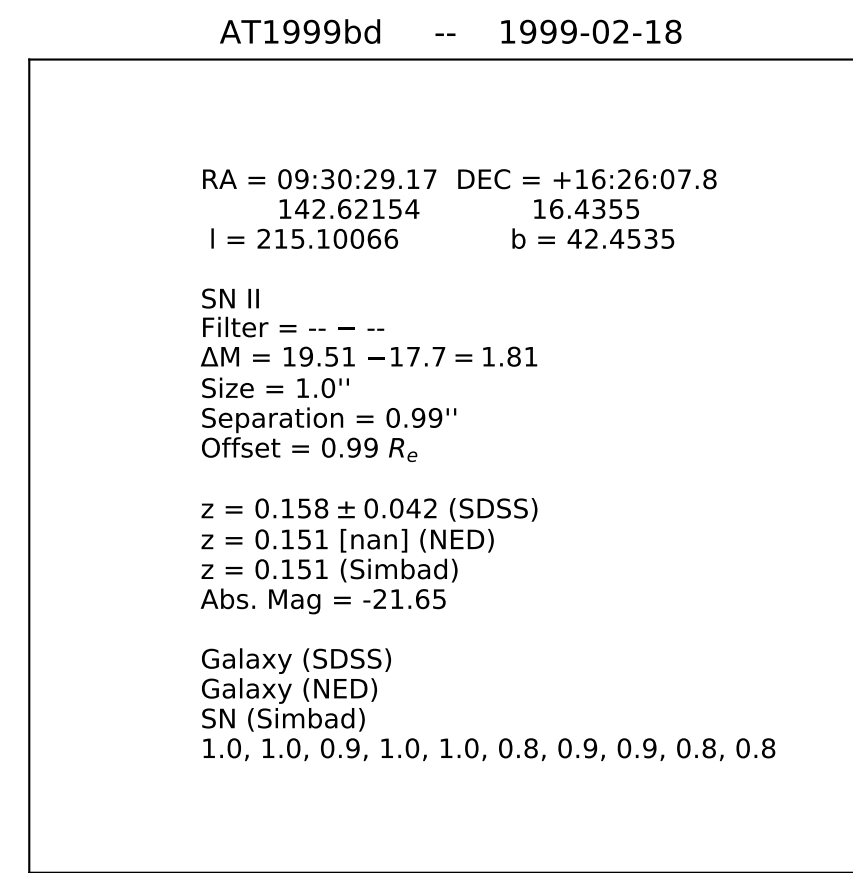 AT1999bd -- 1999-02-18
RA = 09:30:29.17 DEC = +16:26:07.8
142.62154 16.4355
l = 215.10066 b = 42.4535
SN II
Filter = -- − --
ΔM = 19.51 −17.7 = 1.81
Size = 1.0''
Separation = 0.99''
Offset = 0.99 Rₑ
z = 0.158 ± 0.042 (SDSS)
z = 0.151 [nan] (NED)
z = 0.151 (Simbad)
Abs. Mag = -21.65
Galaxy (SDSS)
Galaxy (NED)
SN (Simbad)
1.0, 1.0, 0.9, 1.0, 1.0, 0.8, 0.9, 0.9, 0.8, 0.8